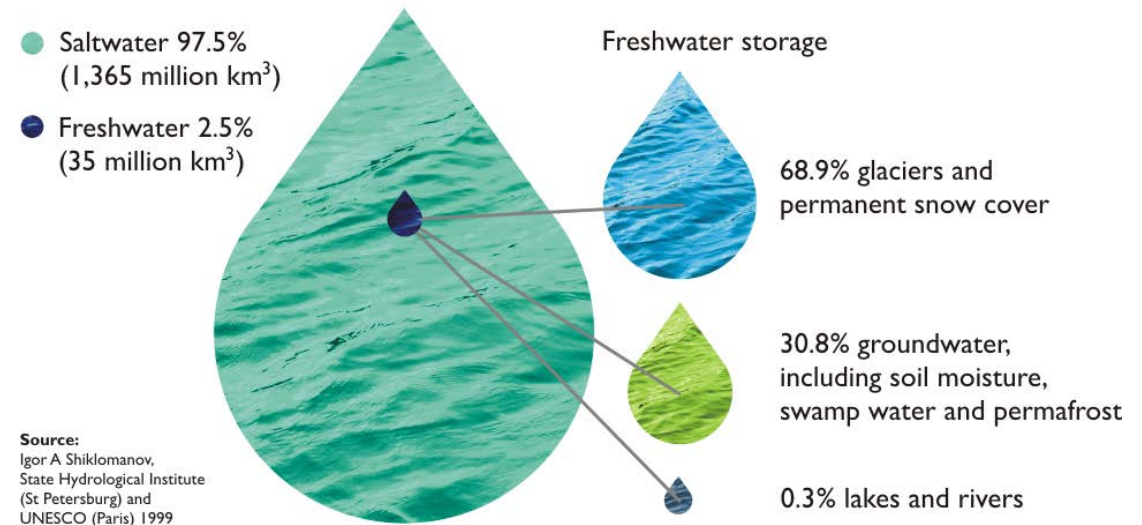 Saltwater 97.5%
(1,365 million km³)
Freshwater 2.5%
(35 million km³)
Freshwater storage
68.9% glaciers and
permanent snow cover
30.8% groundwater,
including soil moisture,
swamp water and permafrost
0.3% lakes and rivers
Source:
Igor A Shiklomanov,
State Hydrological Institute
(St Petersburg) and
UNESCO (Paris) 1999